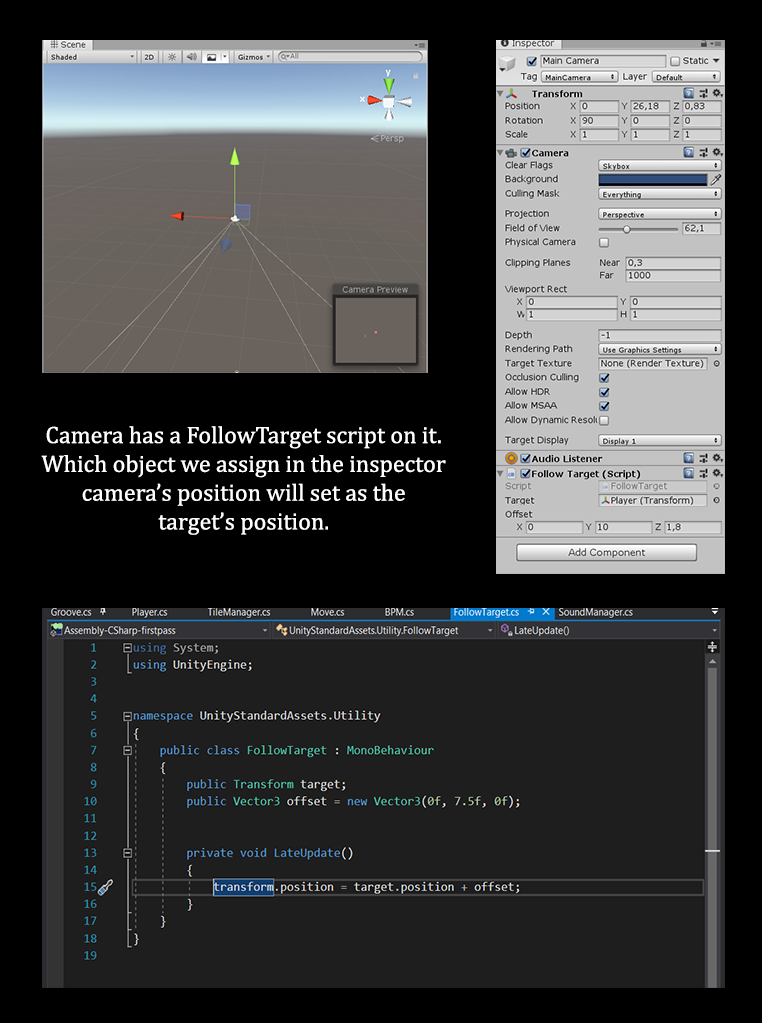 Scene
Shaded 2D Gizmos All
y
x
Persp
Camera Preview
Inspector
Main Camera Static
Tag MainCamera Layer Default
Transform
Position X 0 Y 26,18 Z 0,83
Rotation X 90 Y 0 Z 0
Scale X 1 Y 1 Z 1
Camera
Clear Flags Skybox
Background
Culling Mask Everything
Projection Perspective
Field of View 62,1
Physical Camera
Clipping Planes Near 0,3
Far 1000
Viewport Rect
X 0 Y 0
W 1 H 1
Depth -1
Rendering Path Use Graphics Settings
Target Texture None (Render Texture)
Occlusion Culling
Allow HDR
Allow MSAA
Allow Dynamic Resol
Target Display Display 1
Audio Listener
Follow Target (Script)
Script FollowTarget
Target Player (Transform)
Offset
X 0 Y 10 Z 1,8
Add Component
Camera has a FollowTarget script on it.
Which object we assign in the inspector
camera's position will set as the
target's position.
Groove.cs Player.cs TileManager.cs Move.cs BPM.cs FollowTarget.cs SoundManager.cs
Assembly-CSharp-firstpass UnityStandardAssets.Utility.FollowTarget LateUpdate()
1 using System;
2 using UnityEngine;
3
4
5 namespace UnityStandardAssets.Utility
6 {
7 public class FollowTarget : MonoBehaviour
8 {
9 public Transform target;
10 public Vector3 offset = new Vector3(0f, 7.5f, 0f);
11
12
13 private void LateUpdate()
14 {
15 transform.position = target.position + offset;
16 }
17 }
18 }
19